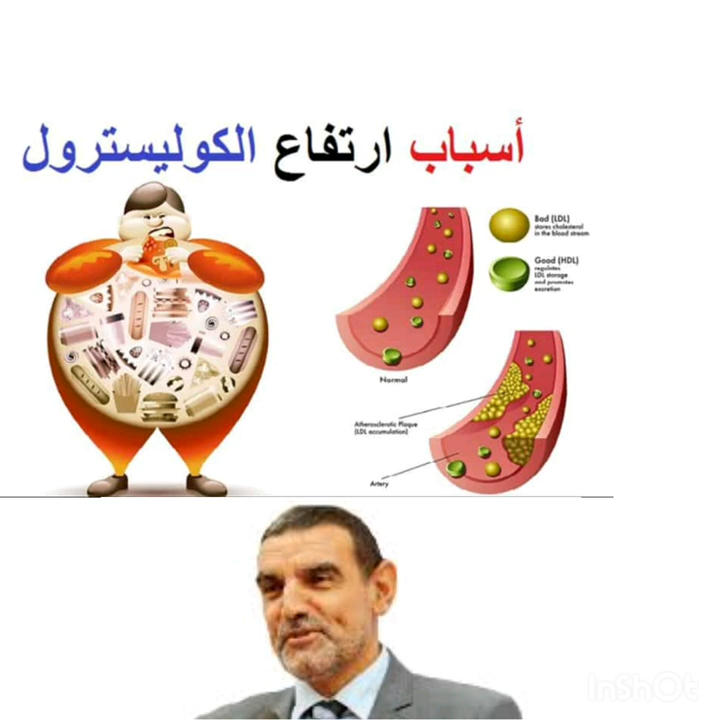 أسباب ارتفاع الكوليسترول
Bad (LDL)
stores cholesterol
in the blood stream
Good (HDL)
regulates
LDL storage
and promotes
excretion
Normal
Atherosclerotic Plaque
(LDL accumulation)
Artery
InShOt